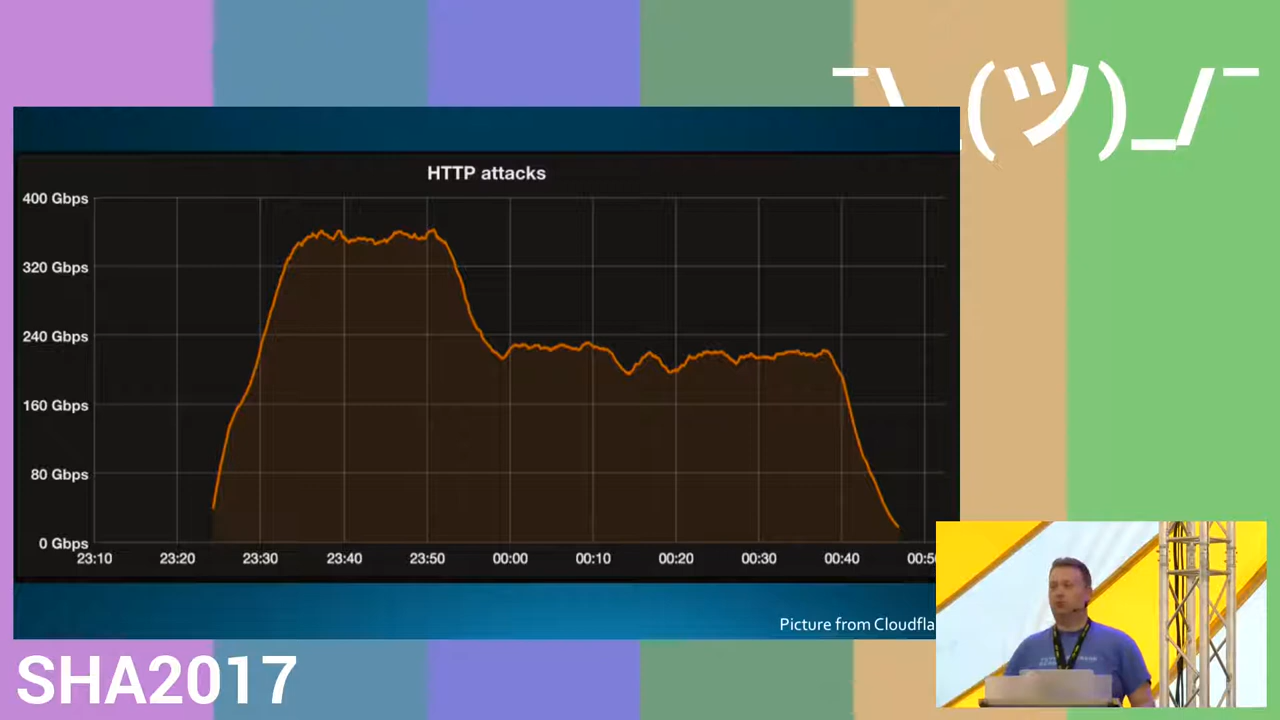 ¯\_(ツ)_/¯
HTTP attacks
400 Gbps
320 Gbps
240 Gbps
160 Gbps
80 Gbps
0 Gbps
23:10 23:20 23:30 23:40 23:50 00:00 00:10 00:20 00:30 00:40 00:50
Picture from Cloudfla
SHA2017